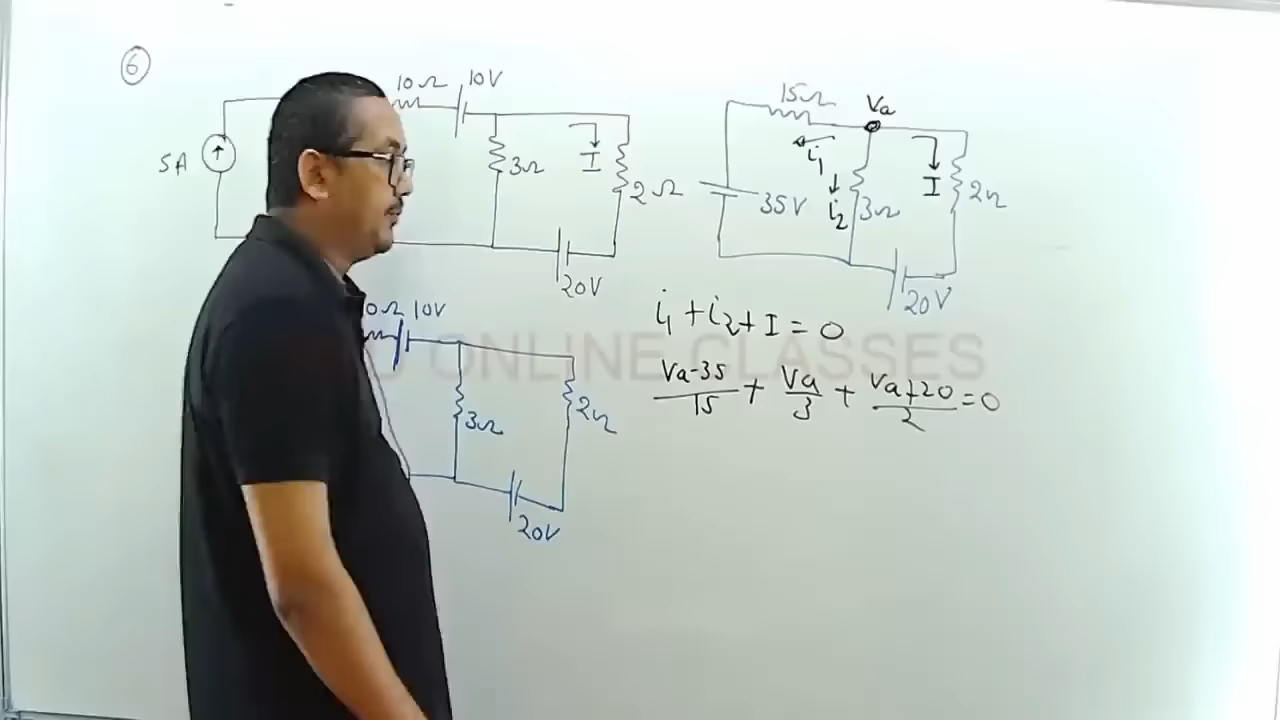 6
10Ω 10V
5A
3Ω
I
2Ω
20V
15Ω
Va
i1
i2
35V
3Ω
I
2Ω
20V
0Ω 10V
3Ω
2Ω
20V
i1 + i2 + I = 0
Va-35/15 + Va/3 + Va+20/2 = 0
ONLINE CLASSES